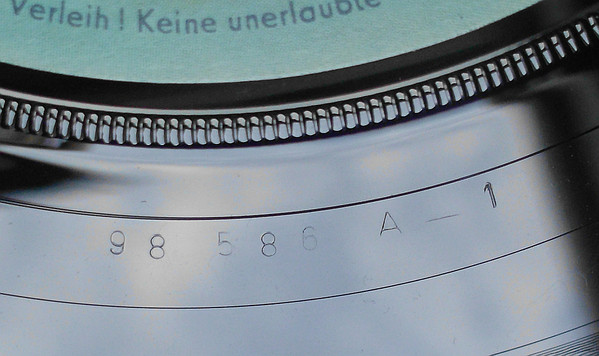 Verleih! Keine unerlaubte
98 586 A — 1